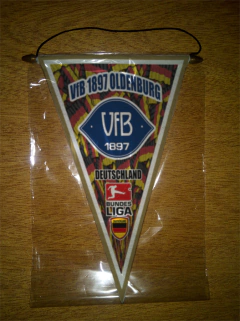 VfB 1897 OLDENBURG
VfB
1897
DEUTSCHLAND
BUNDES
LIGA